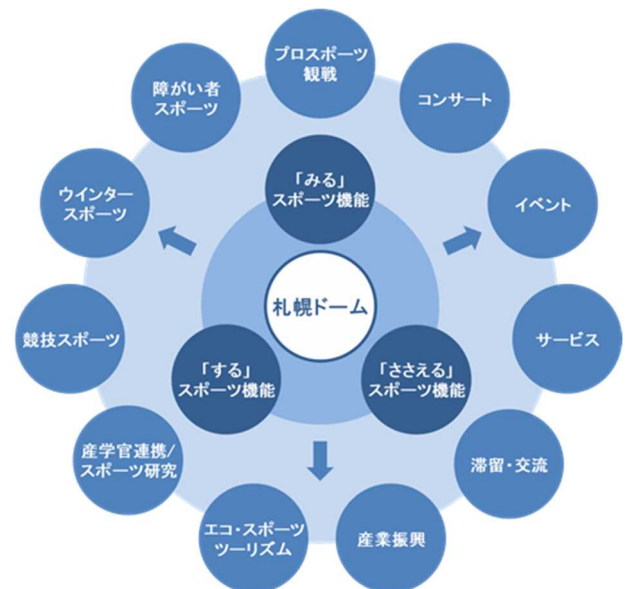 プロスポーツ
観戦
コンサート
イベント
サービス
滞留・交流
産業振興
エコ・スポーツ
ツーリズム
産学官連携/
スポーツ研究
競技スポーツ
ウインター
スポーツ
障がい者
スポーツ
「みる」
スポーツ機能
札幌ドーム
「する」
スポーツ機能
「ささえる」
スポーツ機能